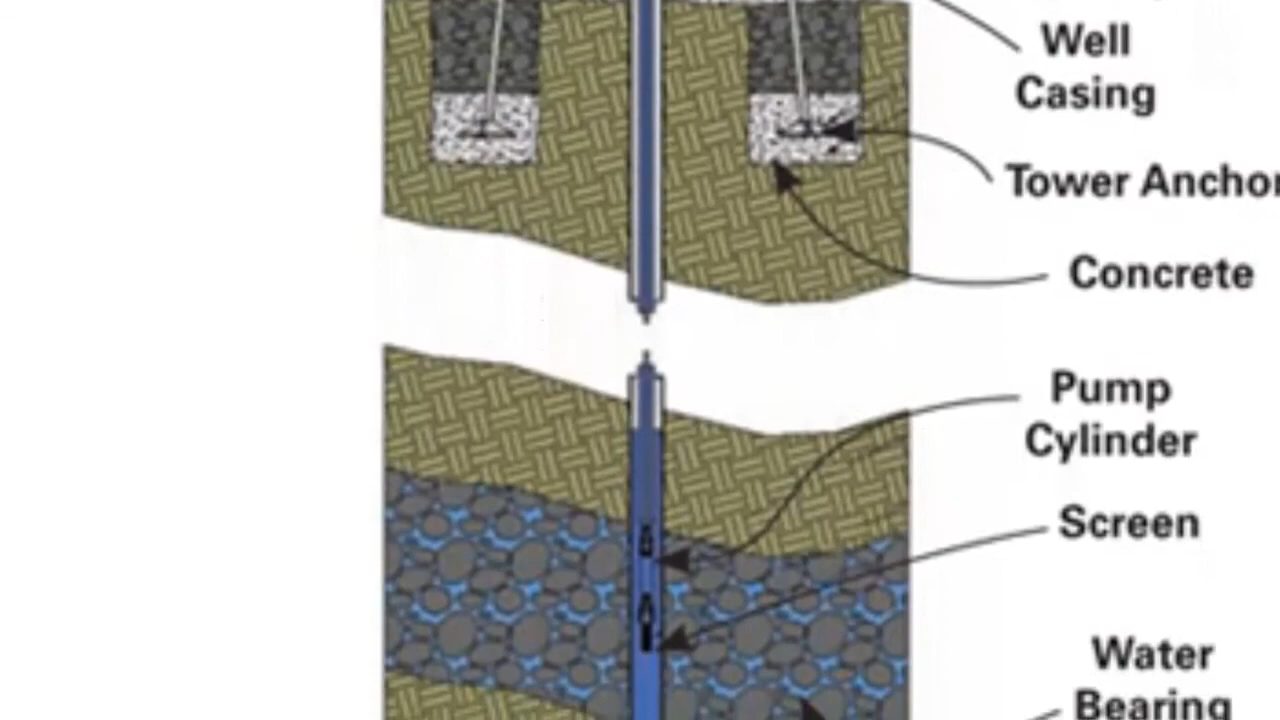 Well
Casing
Tower Anchor
Concrete
Pump
Cylinder
Screen
Water
Bearing